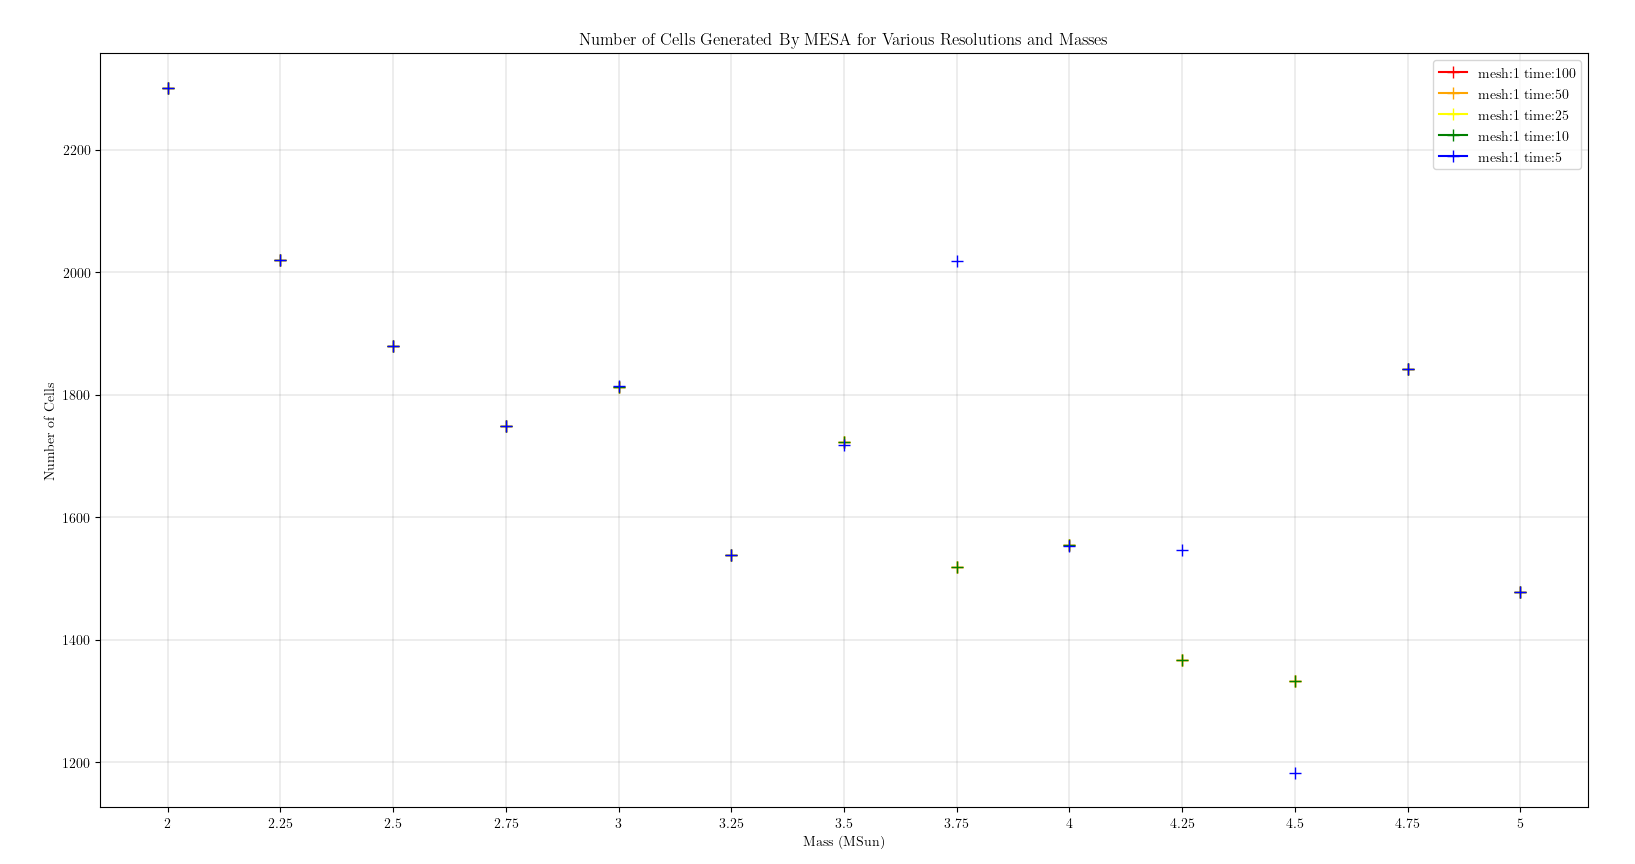 Number of Cells Generated By MESA for Various Resolutions and Masses
mesh:1 time:100
mesh:1 time:50
mesh:1 time:25
mesh:1 time:10
mesh:1 time:5
2200
2000
1800
1600
1400
1200
Number of Cells
2 2.25 2.5 2.75 3 3.25 3.5 3.75 4 4.25 4.5 4.75 5
Mass (MSun)